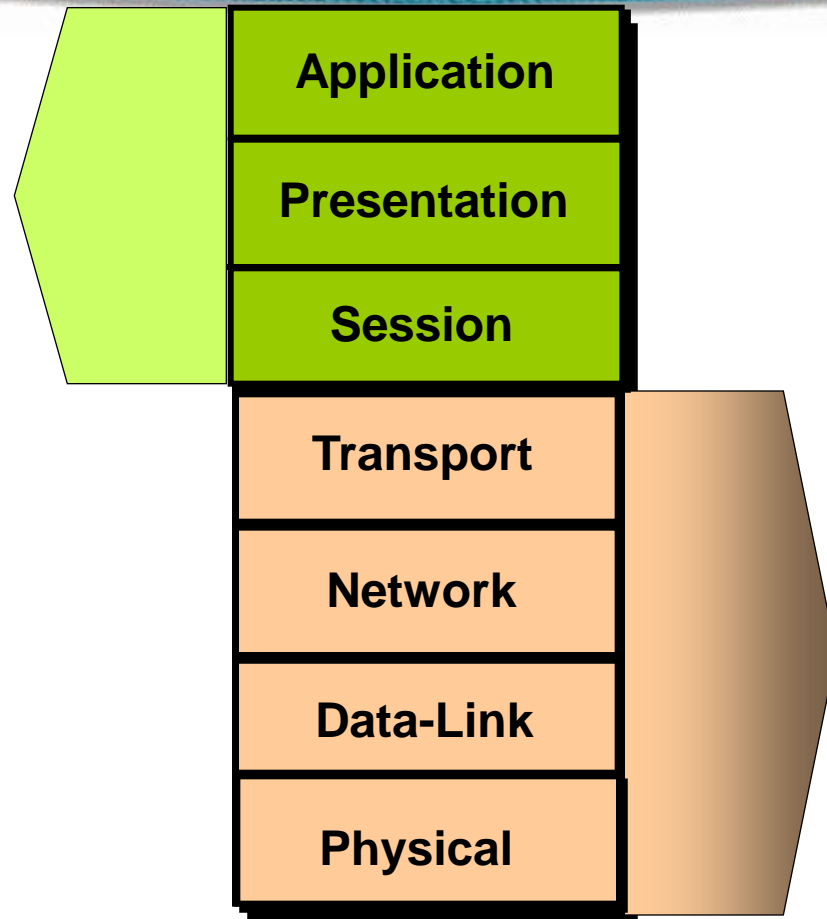 Application
Presentation
Session
Transport
Network
Data-Link
Physical